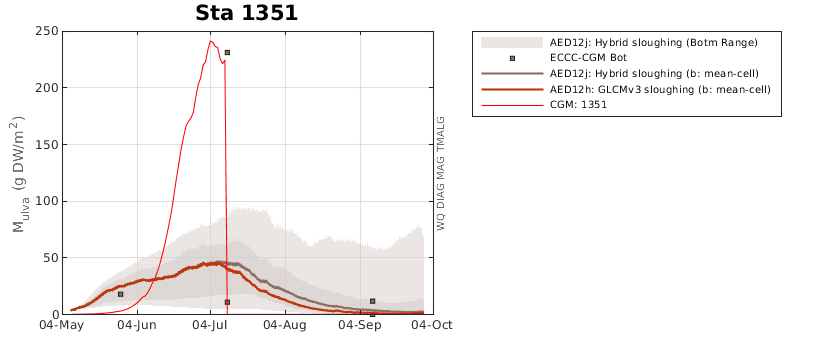 Sta 1351
250
200
150
100
50
0
M_ulva (g DW/m²)
04-May
04-Jun
04-Jul
04-Aug
04-Sep
04-Oct
WQ DIAG MAG TMALG
AED12j: Hybrid sloughing (Botm Range)
ECCC-CGM Bot
AED12j: Hybrid sloughing (b: mean-cell)
AED12h: GLCMv3 sloughing (b: mean-cell)
CGM: 1351